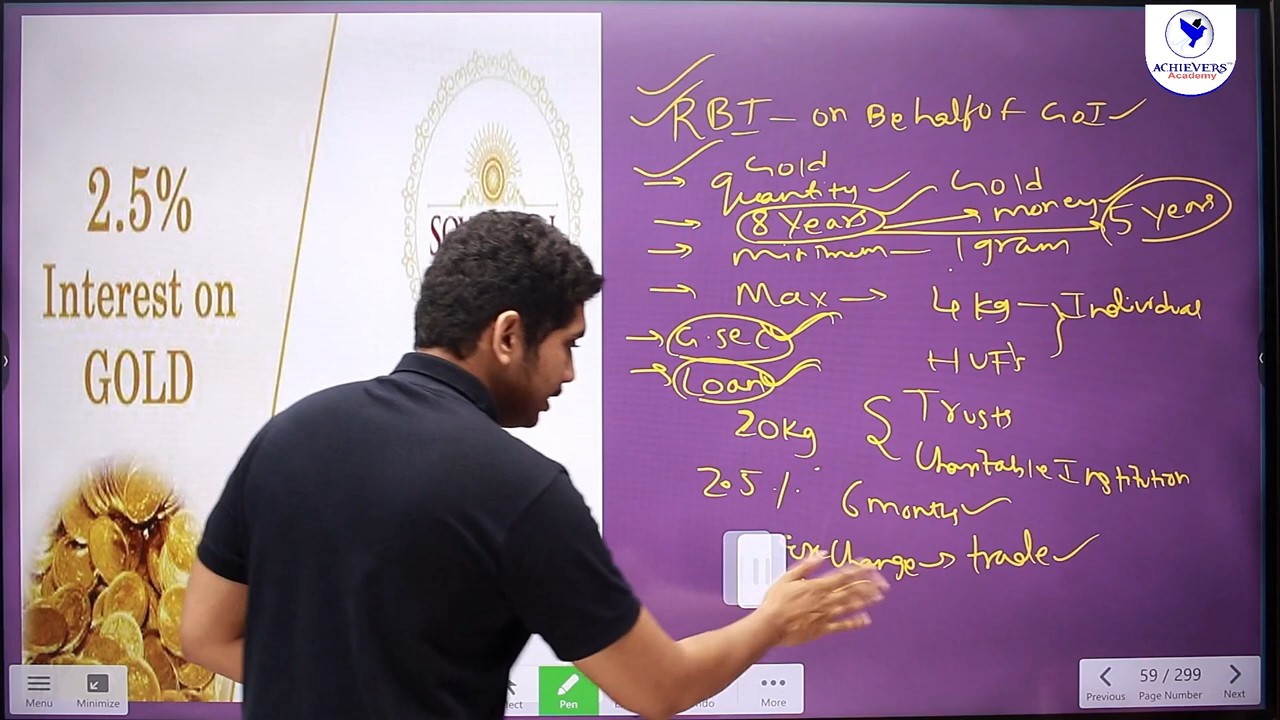 ACHIEVERS
Academy
2.5%
Interest on
GOLD
RBI - on Behalf of GoI
Gold
quantity
8 Years → Gold money 5 years
minimum - 1 gram
Max → 4 kg - Individual
HUFs
G.sec
Loan
20kg { Trusts
Charitable Institution
2.5% 6 months
change → trade
Menu
Minimize
Pen
More
Previous
59 / 299
Page Number
Next